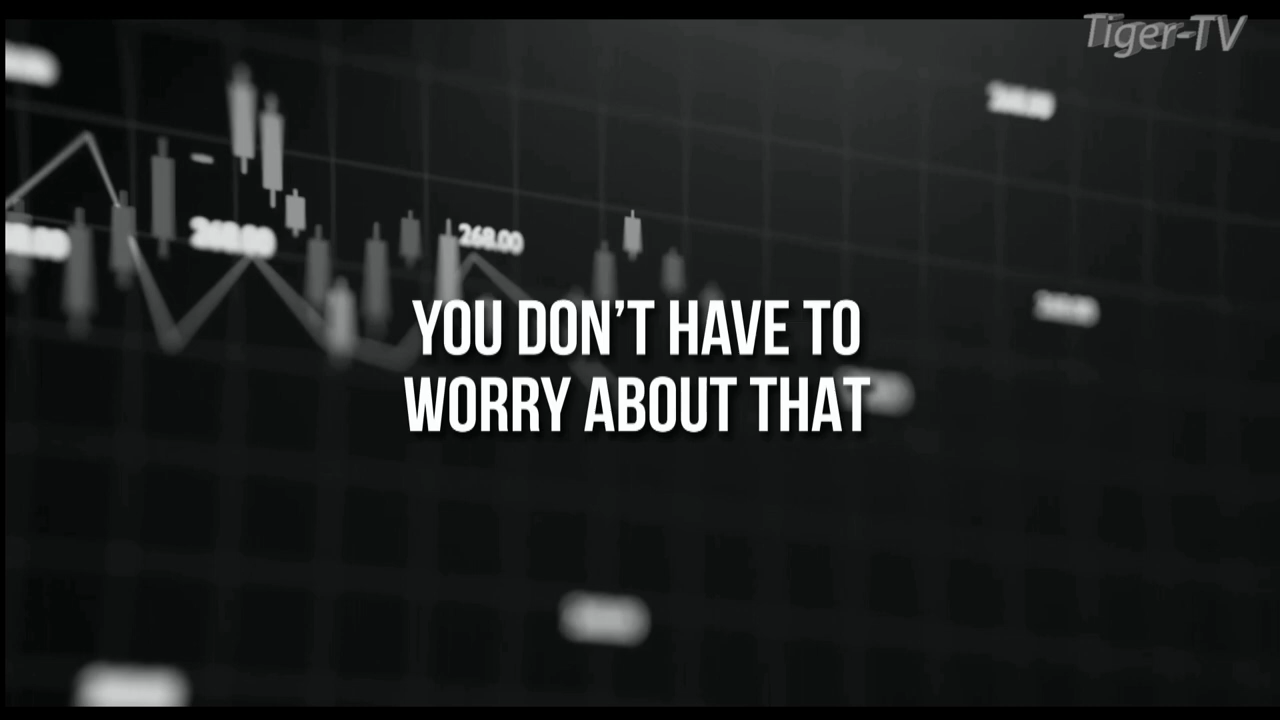 Tiger-TV
268.00
268.00
YOU DON'T HAVE TO
WORRY ABOUT THAT